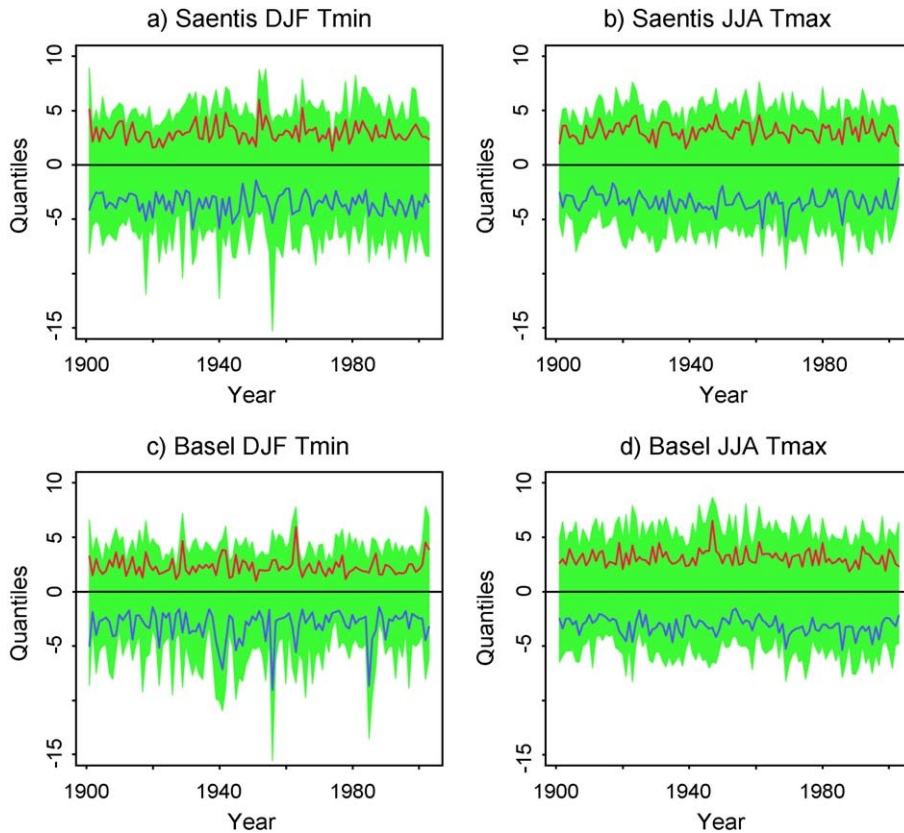 a) Saentis DJF Tmin
b) Saentis JJA Tmax
10
5
0
-5
-15
Quantiles
1900
1940
1980
Year
10
5
0
-5
-15
Quantiles
1900
1940
1980
Year
c) Basel DJF Tmin
d) Basel JJA Tmax
10
5
0
-5
-15
Quantiles
1900
1940
1980
Year
10
5
0
-5
-15
Quantiles
1900
1940
1980
Year